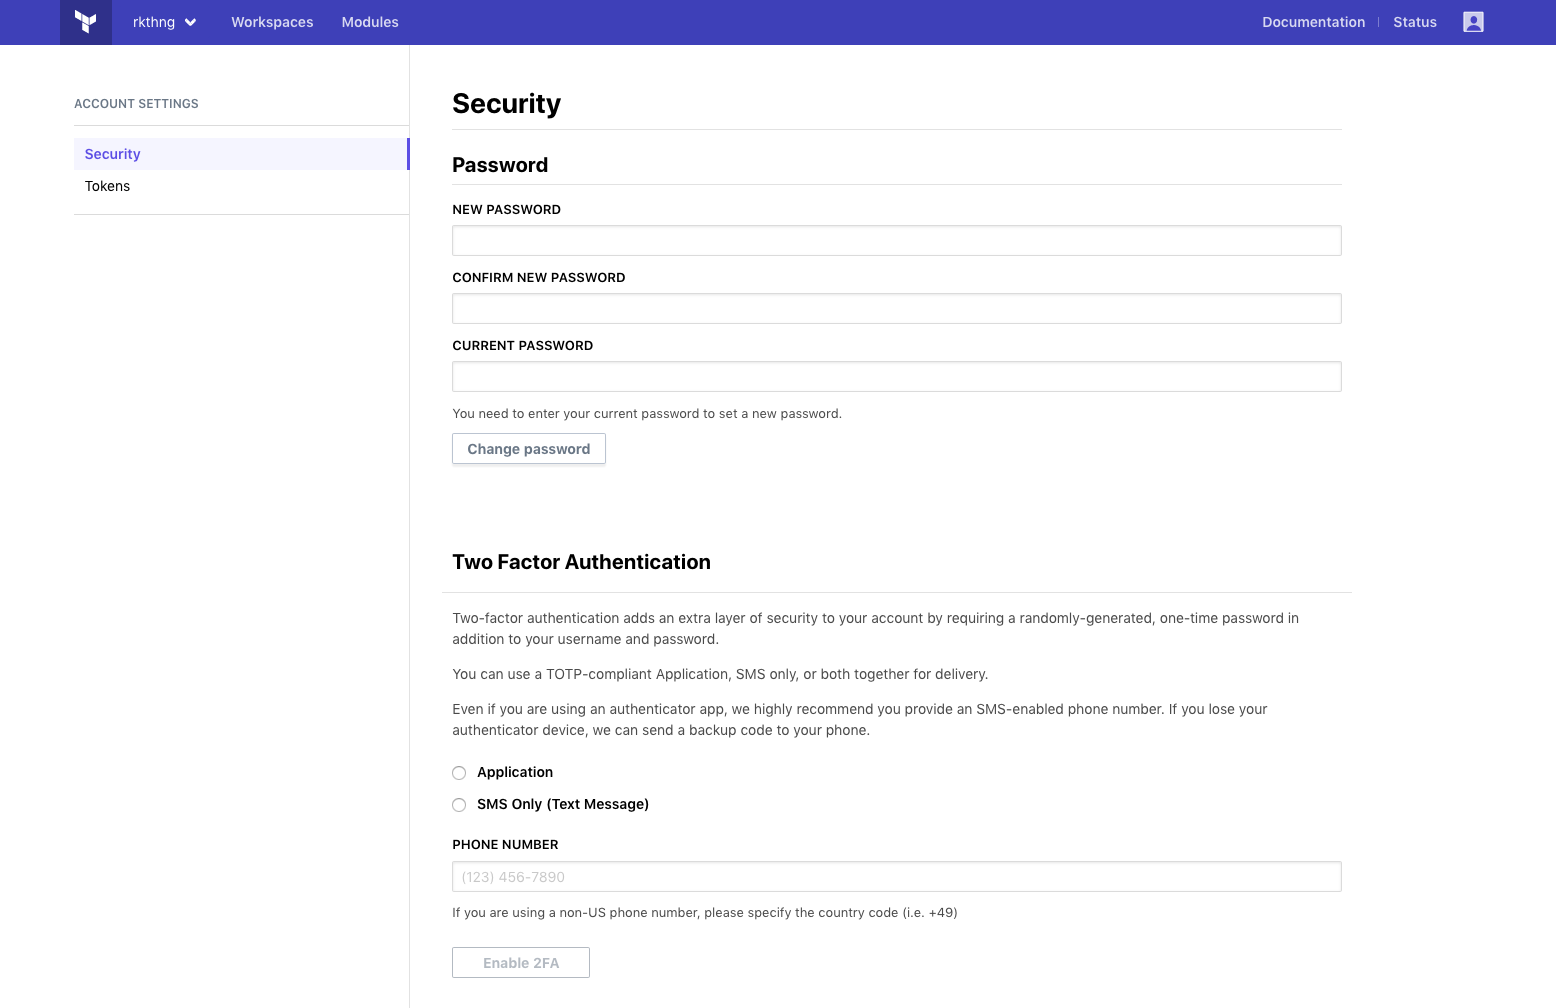 rkthng
Workspaces
Modules
Documentation
Status
ACCOUNT SETTINGS
Security
Tokens
Security
Password
NEW PASSWORD
CONFIRM NEW PASSWORD
CURRENT PASSWORD
You need to enter your current password to set a new password.
Change password
Two Factor Authentication
Two-factor authentication adds an extra layer of security to your account by requiring a randomly-generated, one-time password in
addition to your username and password.
You can use a TOTP-compliant Application, SMS only, or both together for delivery.
Even if you are using an authenticator app, we highly recommend you provide an SMS-enabled phone number. If you lose your
authenticator device, we can send a backup code to your phone.
Application
SMS Only (Text Message)
PHONE NUMBER
(123) 456-7890
If you are using a non-US phone number, please specify the country code (i.e. +49)
Enable 2FA